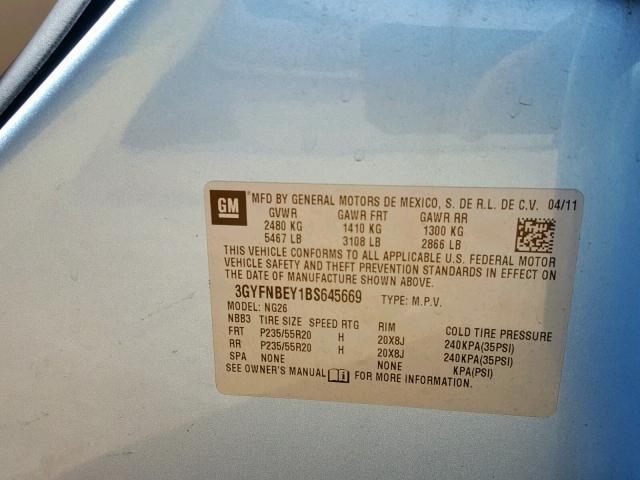 GM ®MFD BY GENERAL MOTORS DE MEXICO, S. DE R.L. DE C.V. 04/11
GVWR GAWR FRT GAWR RR
2480 KG 1410 KG 1300 KG
5467 LB 3108 LB 2866 LB
THIS VEHICLE CONFORMS TO ALL APPLICABLE U.S. FEDERAL MOTOR
VEHICLE SAFETY AND THEFT PREVENTION STANDARDS IN EFFECT ON
THE DATE OF MANUFACTURE SHOWN ABOVE.
3GYFNBEY1BS645669 TYPE: M.P.V.
MODEL: NG26
NBB3 TIRE SIZE SPEED RTG RIM COLD TIRE PRESSURE
FRT P235/55R20 H 20X8J 240KPA(35PSI)
RR P235/55R20 H 20X8J 240KPA(35PSI)
SPA NONE NONE KPA(PSI)
SEE OWNER'S MANUAL FOR MORE INFORMATION.